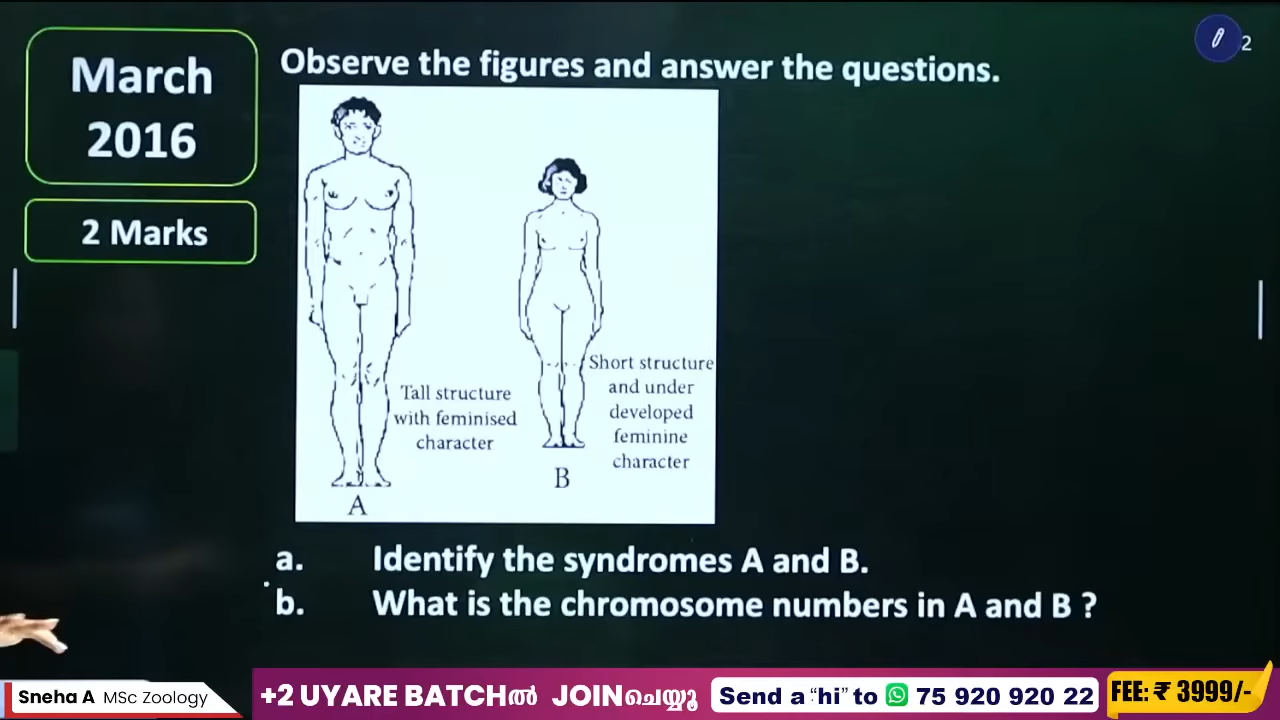 March
2016
2 Marks
Observe the figures and answer the questions.
2
Tall structure
with feminised
character
A
Short structure
and under
developed
feminine
character
B
a. Identify the syndromes A and B.
b. What is the chromosome numbers in A and B ?
Sneha A MSc Zoology
+2 UYARE BATCHൽ JOINചെയ്യൂ
Send a “hi” to 75 920 920 22
FEE: ₹ 3999/-